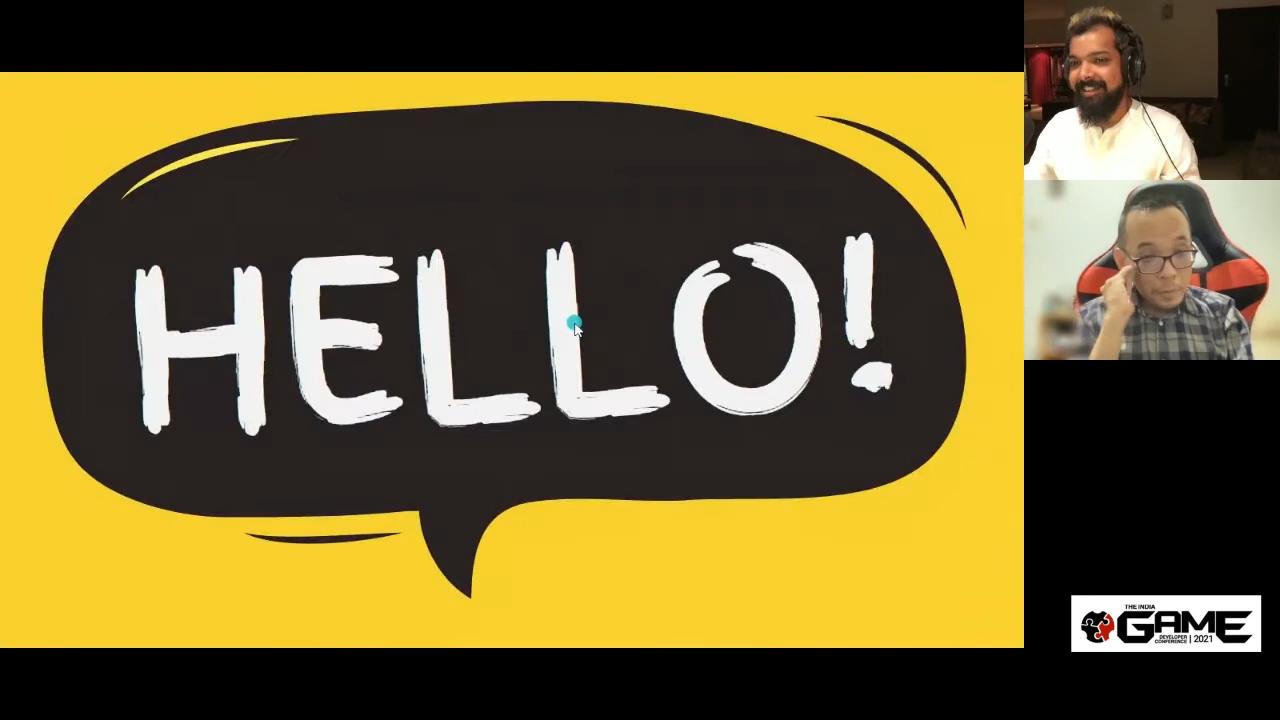 HELLO!
THE INDIA
GAME
DEVELOPER
CONFERENCE | 2021